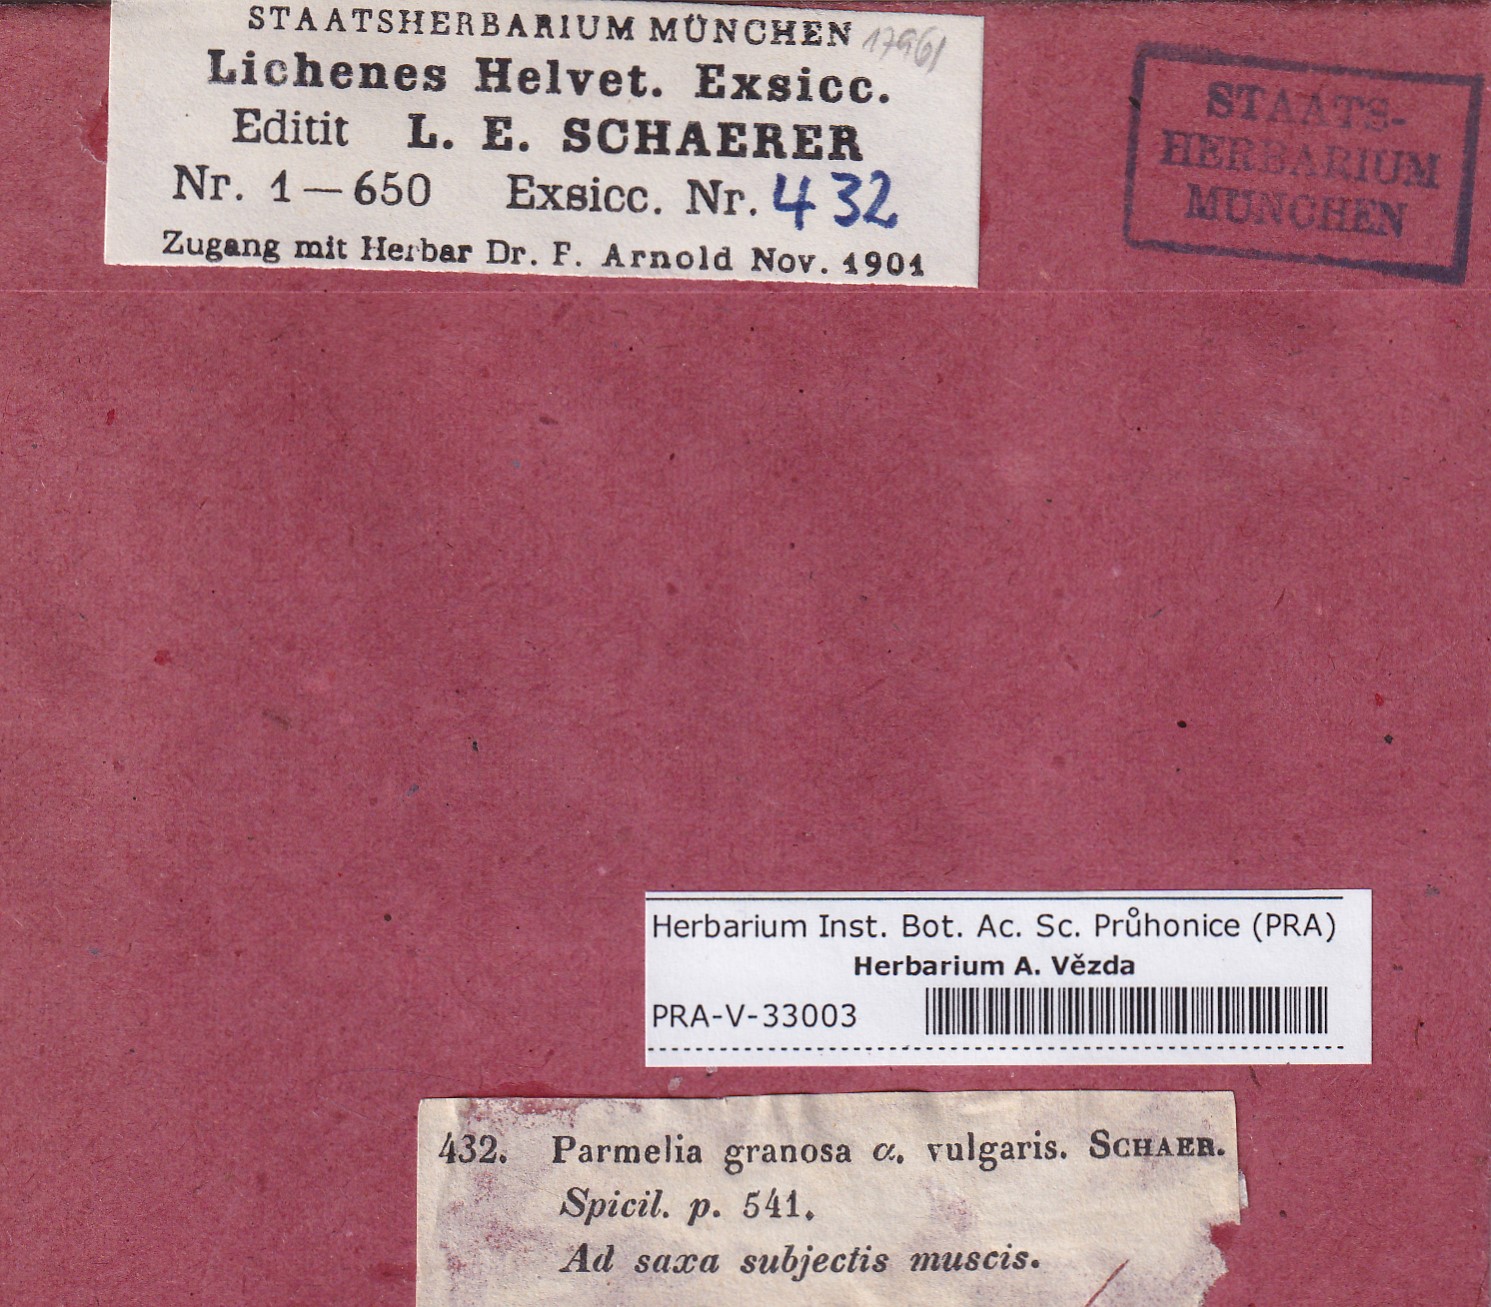 STAATSHERBARIUM MÜNCHEN 17961
Lichenes Helvet. Exsicc.
Editit L. E. SCHAERER
Nr. 1—650 Exsicc. Nr. 432
Zugang mit Herbar Dr. F. Arnold Nov. 1901
STAATS-
HERBARIUM
MÜNCHEN
Herbarium Inst. Bot. Ac. Sc. Průhonice (PRA)
Herbarium A. Vězda
PRA-V-33003
432. Parmelia granosa α. vulgaris. SCHAER.
Spicil. p. 541.
Ad saxa subjectis muscis.